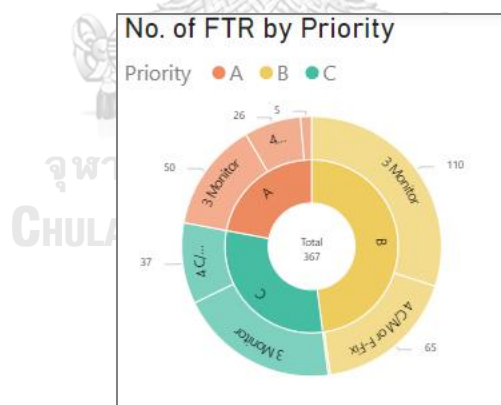 No. of FTR by Priority
Priority A B C
5
26
4...
50
3 Monitor
3 Monitor
110
A
B
Total
367
C
37
4 C/...
3 Monitor
4 C/M or F-Fix
65
จุฬา
CHULA